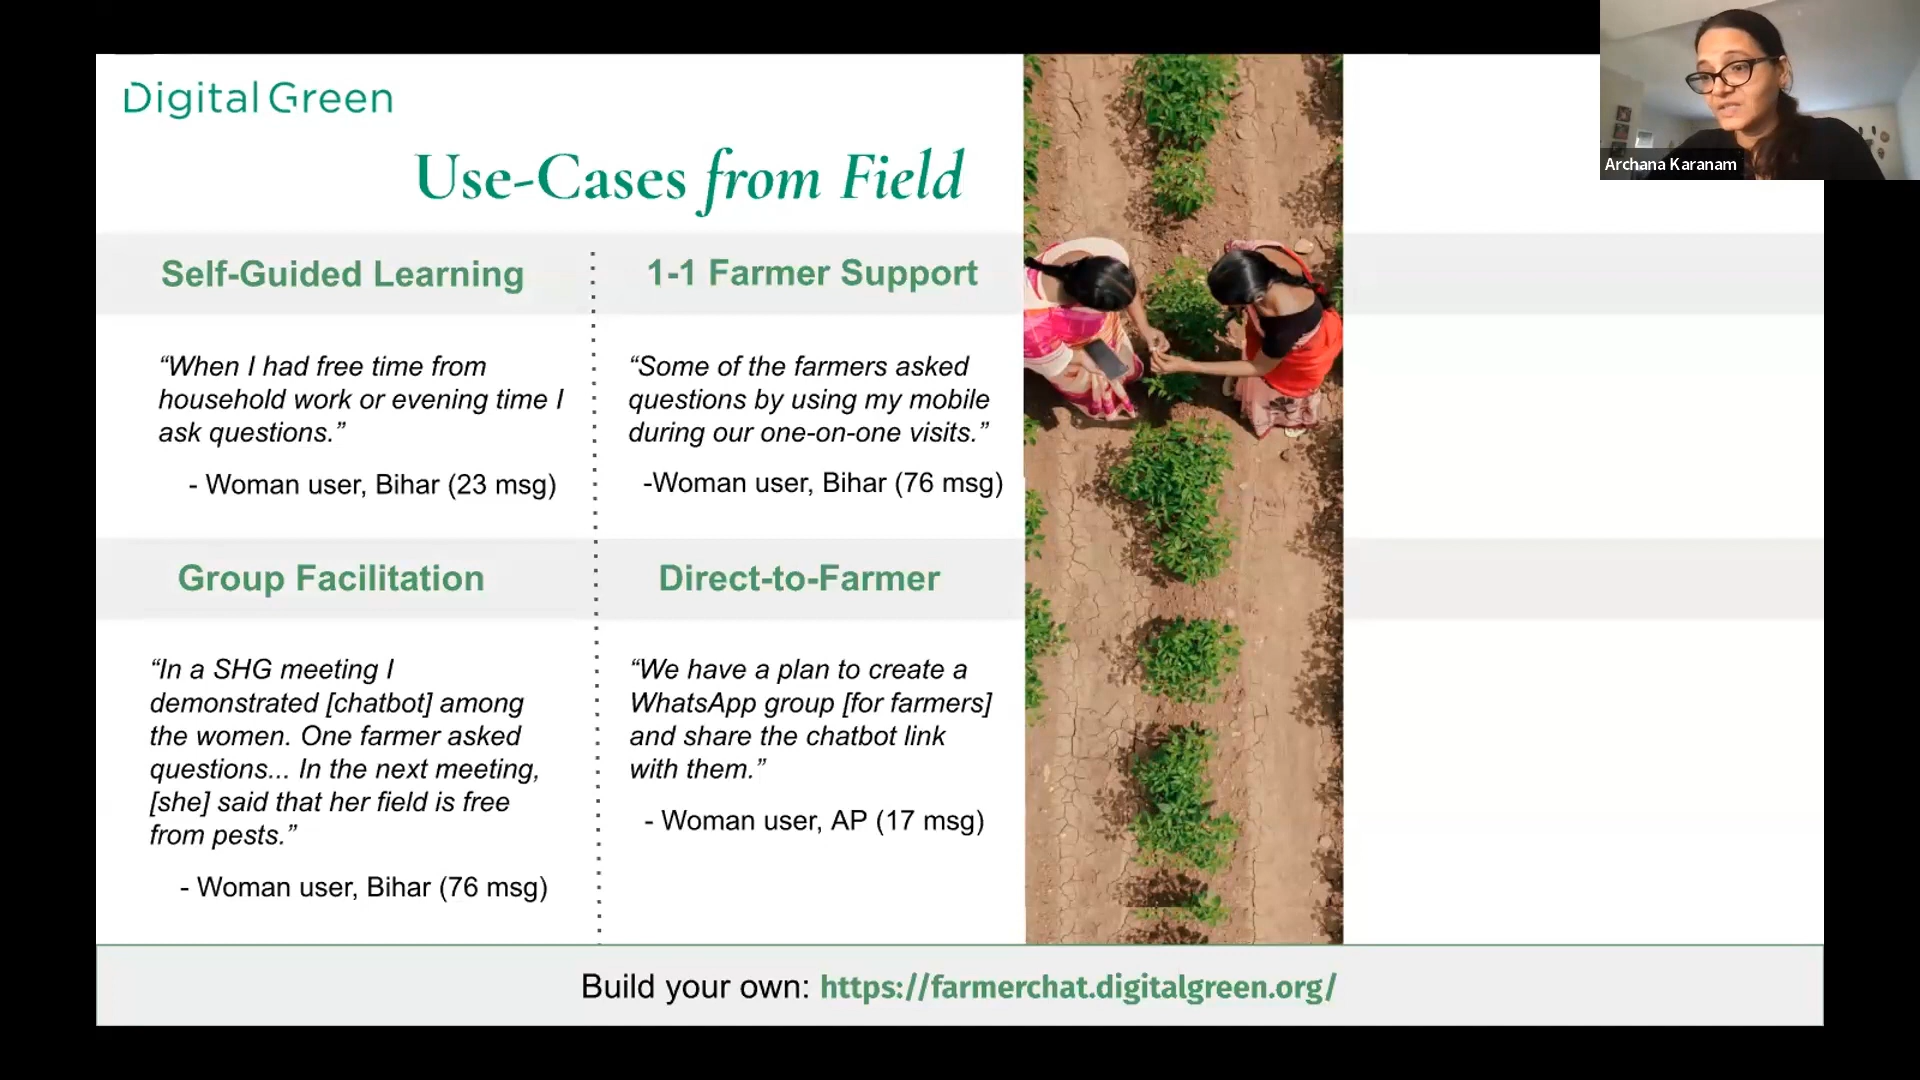 Digital Green
Use-Cases from Field
Archana Karanam
Self-Guided Learning
“When I had free time from
household work or evening time I
ask questions.”
- Woman user, Bihar (23 msg)
1-1 Farmer Support
“Some of the farmers asked
questions by using my mobile
during our one-on-one visits.”
-Woman user, Bihar (76 msg)
Group Facilitation
“In a SHG meeting I
demonstrated [chatbot] among
the women. One farmer asked
questions... In the next meeting,
[she] said that her field is free
from pests.”
- Woman user, Bihar (76 msg)
Direct-to-Farmer
“We have a plan to create a
WhatsApp group [for farmers]
and share the chatbot link
with them.”
- Woman user, AP (17 msg)
Build your own: https://farmerchat.digitalgreen.org/